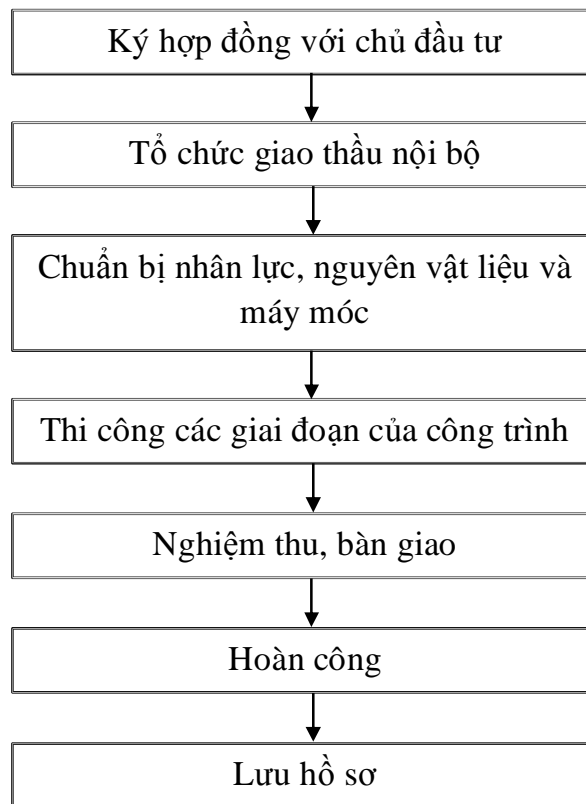 Ký hợp đồng với chủ đầu tư
Tổ chức giao thầu nội bộ
Chuẩn bị nhân lực, nguyên vật liệu và
máy móc
Thi công các giai đoạn của công trình
Nghiệm thu, bàn giao
Hoàn công
Lưu hồ sơ